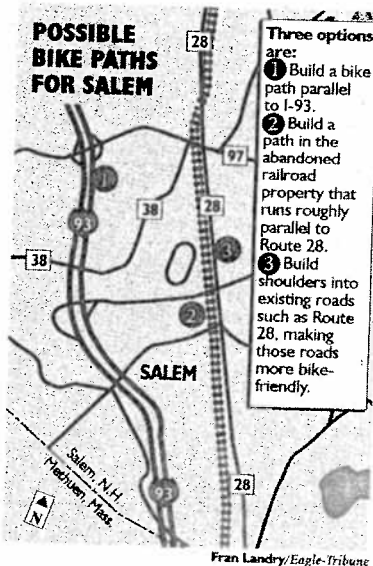 POSSIBLE
BIKE PATHS
FOR SALEM
28
Three options
are:
1 Build a bike
path parallel
to I-93.
2 Build a
path in the
abandoned
railroad
property that
runs roughly
parallel to
Route 28.
3 Build
shoulders into
existing roads
such as Route
28, making
those roads
more bike-
friendly.
97
1
38
28
93
3
38
2
SALEM
Salem, N.H.
Methuen, Mass.
93
28
N
Fran Landry/Eagle-Tribune